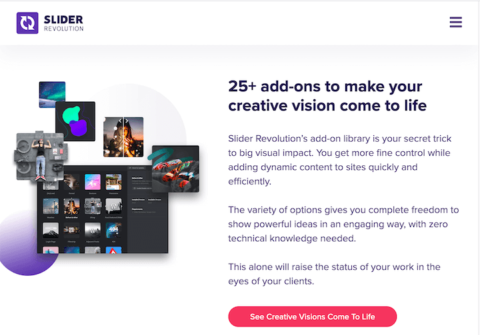 SLIDER
REVOLUTION
25+ add-ons to make your
creative vision come to life
Slider Revolution's add-on library is your secret trick
to big visual impact. You get more fine control while
adding dynamic content to sites quickly and
efficiently.
The variety of options gives you complete freedom to
show powerful ideas in an engaging way, with zero
technical knowledge needed.
This alone will raise the status of your work in the
eyes of your clients.
See Creative Visions Come To Life